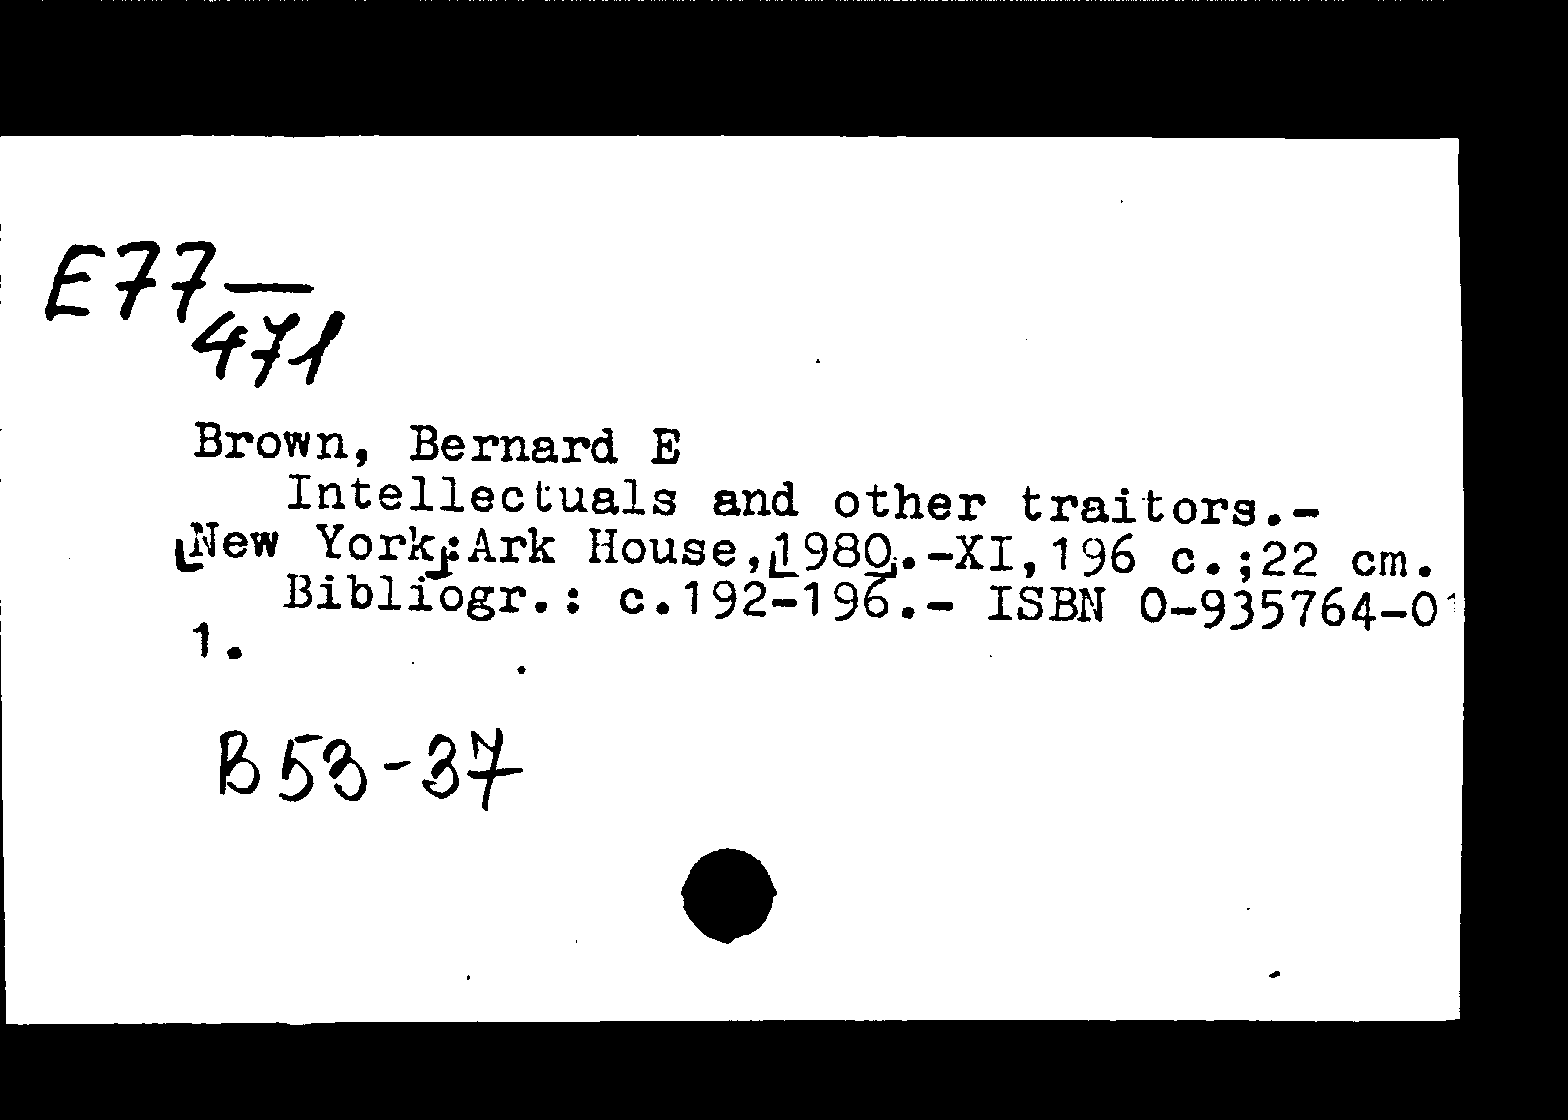 E77—
471
Brown, Bernard E
Intellectuals and other traitors.-
[New York]:Ark House,[1980].-XI,196 c.;22 cm.
Bibliogr.: c.192-196.- ISBN 0-935764-01
1.
B53-37